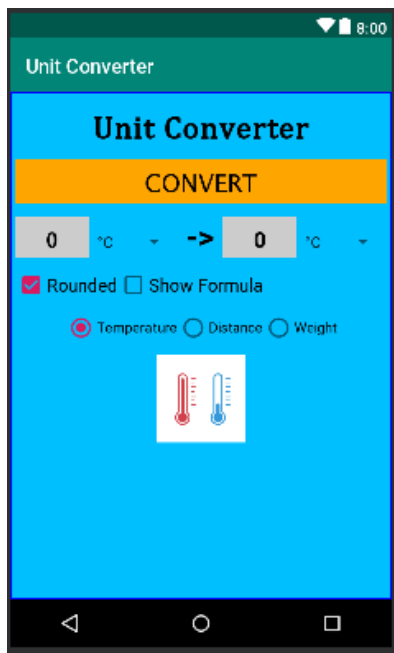 8:00
Unit Converter
Unit Converter
CONVERT
0 °C -> 0 °C
Rounded Show Formula
Temperature Distance Weight